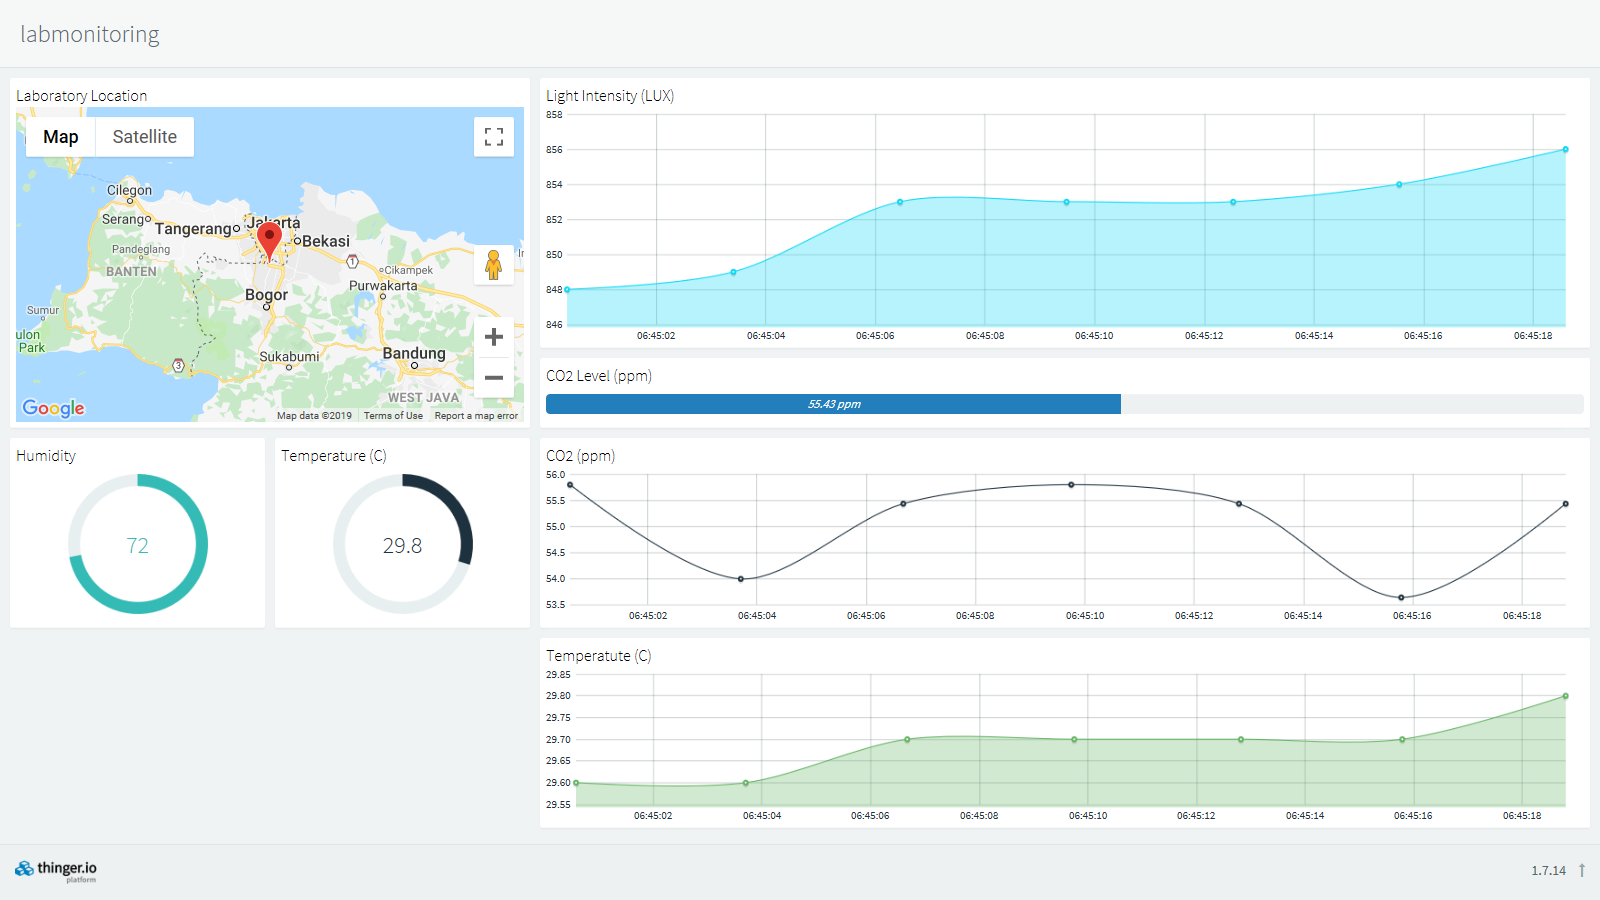 labmonitoring
Laboratory Location
Map
Satellite
Cilegon
Serang
Tangerang
Jakarta
Bekasi
Pandeglang
BANTEN
1
Cikampek
Purwakarta
Bogor
Sumur
ulon
Park
3
Sukabumi
Bandung
WEST JAVA
Google
Map data ©2019
Terms of Use
Report a map error
Light Intensity (LUX)
858
856
854
852
850
848
846
06:45:02 06:45:04 06:45:06 06:45:08 06:45:10 06:45:12 06:45:14 06:45:16 06:45:18
CO2 Level (ppm)
55.43 ppm
Humidity
72
Temperature (C)
29.8
CO2 (ppm)
56.0
55.5
55.0
54.5
54.0
53.5
06:45:02 06:45:04 06:45:06 06:45:08 06:45:10 06:45:12 06:45:14 06:45:16 06:45:18
Temperatute (C)
29.85
29.80
29.75
29.70
29.65
29.60
29.55
06:45:02 06:45:04 06:45:06 06:45:08 06:45:10 06:45:12 06:45:14 06:45:16 06:45:18
thinger.io
platform
1.7.14